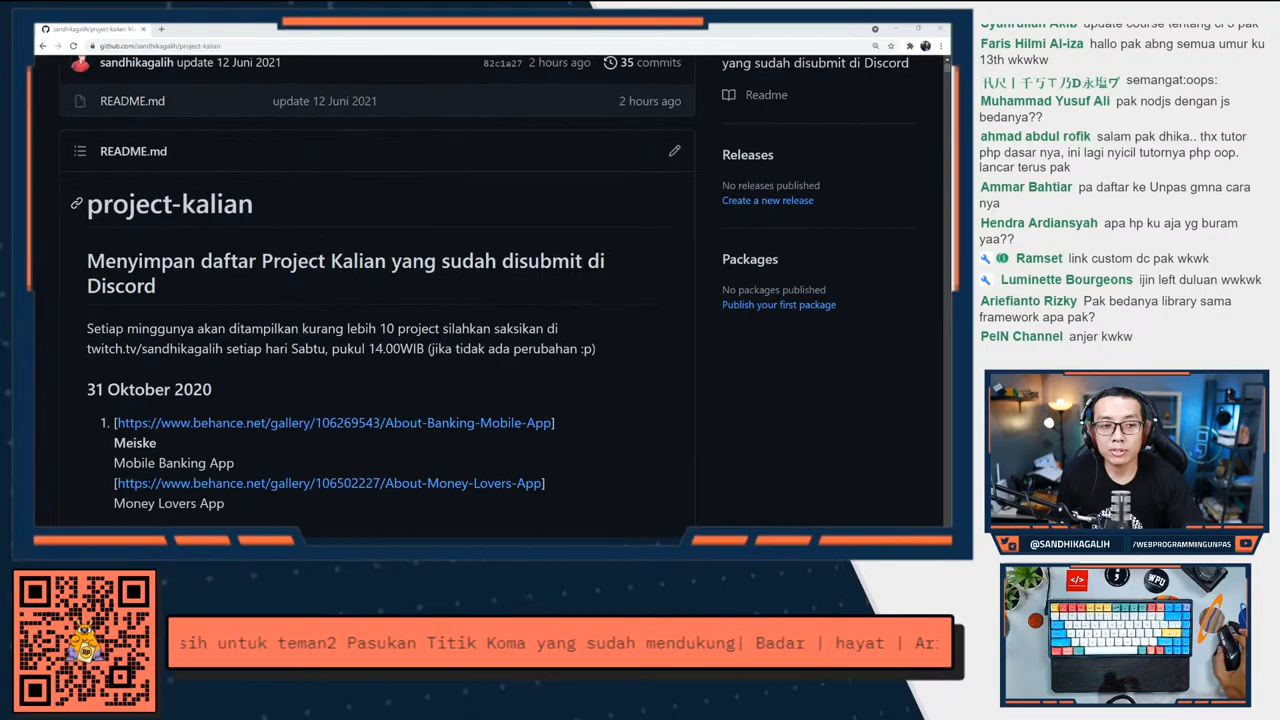 sandhikagalih/project-kalian: M
github.com/sandhikagalih/project-kalian
sandhikagalih update 12 Juni 2021
82c1a27
2 hours ago
35 commits
README.md
update 12 Juni 2021
2 hours ago
README.md
project-kalian
Menyimpan daftar Project Kalian yang sudah disubmit di
Discord
Setiap minggunya akan ditampilkan kurang lebih 10 project silahkan saksikan di
twitch.tv/sandhikagalih setiap hari Sabtu, pukul 14.00WIB (jika tidak ada perubahan :p)
31 Oktober 2020
1. [https://www.behance.net/gallery/106269543/About-Banking-Mobile-App]
Meiske
Mobile Banking App
[https://www.behance.net/gallery/106502227/About-Money-Lovers-App]
Money Lovers App
yang sudah disubmit di Discord
Readme
Releases
No releases published
Create a new release
Packages
No packages published
Publish your first package
update course tentang ci 3 pak
Faris Hilmi Al-iza hallo pak abng semua umur ku
13th wkwkw
semangat:oops:
Muhammad Yusuf Ali pak nodjs dengan js
bedanya??
ahmad abdul rofik salam pak dhika.. thx tutor
php dasar nya, ini lagi nyicil tutornya php oop.
lancar terus pak
Ammar Bahtiar pa daftar ke Unpas gmna cara
nya
Hendra Ardiansyah apa hp ku aja yg buram
yaa??
Ramset link custom dc pak wkwk
Luminette Bourgeons ijin left duluan wwkwk
Ariefianto Rizky Pak bedanya library sama
framework apa pak?
PeIN Channel anjer kwkw
@SANDHIKAGALIH
/WEBPROGRAMMINGUNPAS
</>
;
WPU
sih untuk teman2 Pasukan Titik Koma yang sudah mendukung| Badar | hayat | Ar